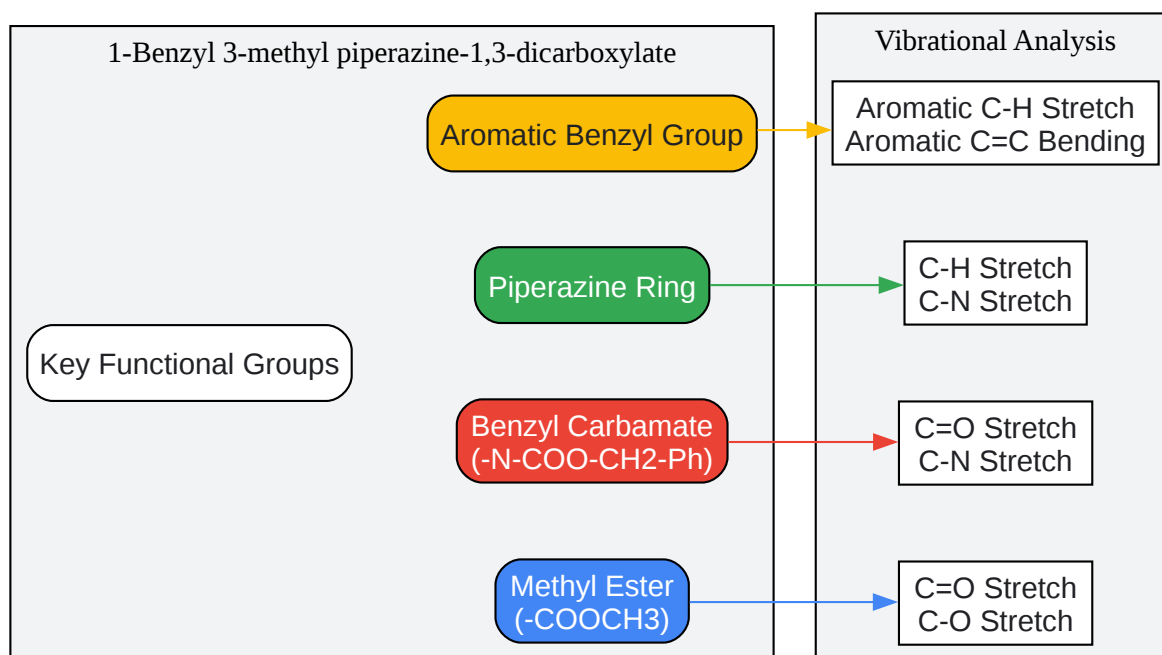 1-Benzyl 3-methyl piperazine-1,3-dicarboxylate
Vibrational Analysis
Aromatic Benzyl Group
Aromatic C-H Stretch
Aromatic C=C Bending
Piperazine Ring
C-H Stretch
C-N Stretch
Key Functional Groups
Benzyl Carbamate
(-N-COO-CH2-Ph)
C=O Stretch
C-N Stretch
Methyl Ester
(-COOCH3)
C=O Stretch
C-O Stretch